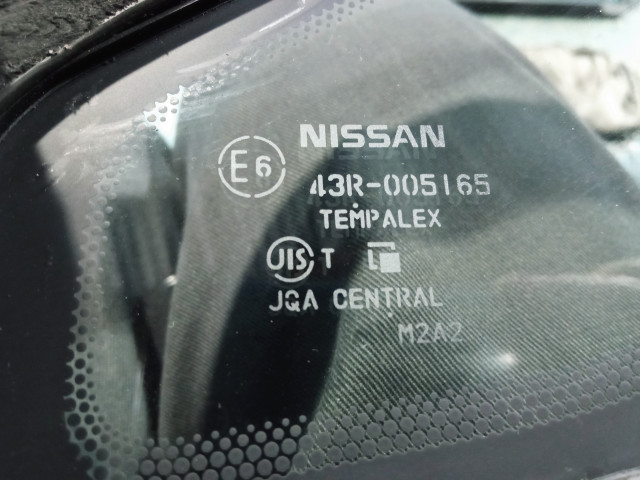 NISSAN
E6 43R-005165
TEMPALEX
JIS T
JQA CENTRAL
M2A2